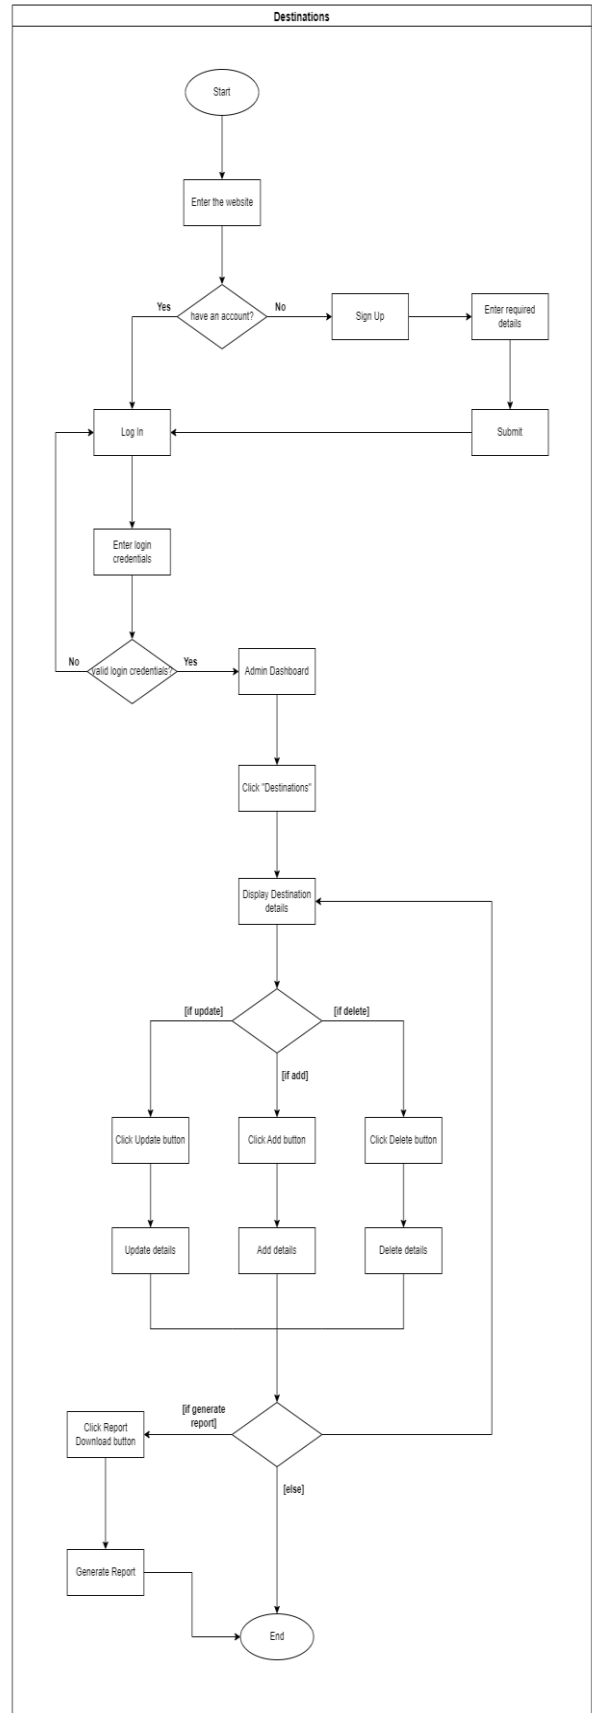 Destinations
Start
Enter the website
Yes
have an account?
No
Sign Up
Enter required
details
Log In
Submit
Enter login
credentials
No
valid login credentials?
Yes
Admin Dashboard
Click "Destinations"
Display Destination
details
[if update]
[if delete]
[if add]
Click Update button
Click Add button
Click Delete button
Update details
Add details
Delete details
[if generate
report]
Click Report
Download button
[else]
Generate Report
End